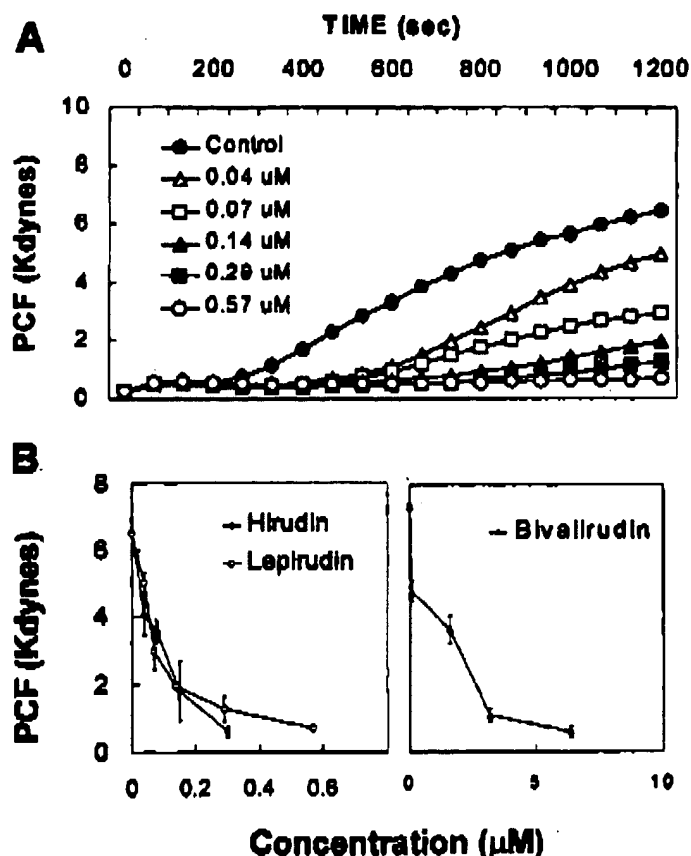 A
TIME (sec)
0 200 400 600 800 1000 1200
10
8
6
4
2
0
PCF (Kdynes)
Control
0.04 uM
0.07 uM
0.14 uM
0.29 uM
0.57 uM
B
8
6
4
2
0
PCF (Kdynes)
Hirudin
Lepirudin
Bivalirudin
0 0.2 0.4 0.6
0 5 10
Concentration (μM)